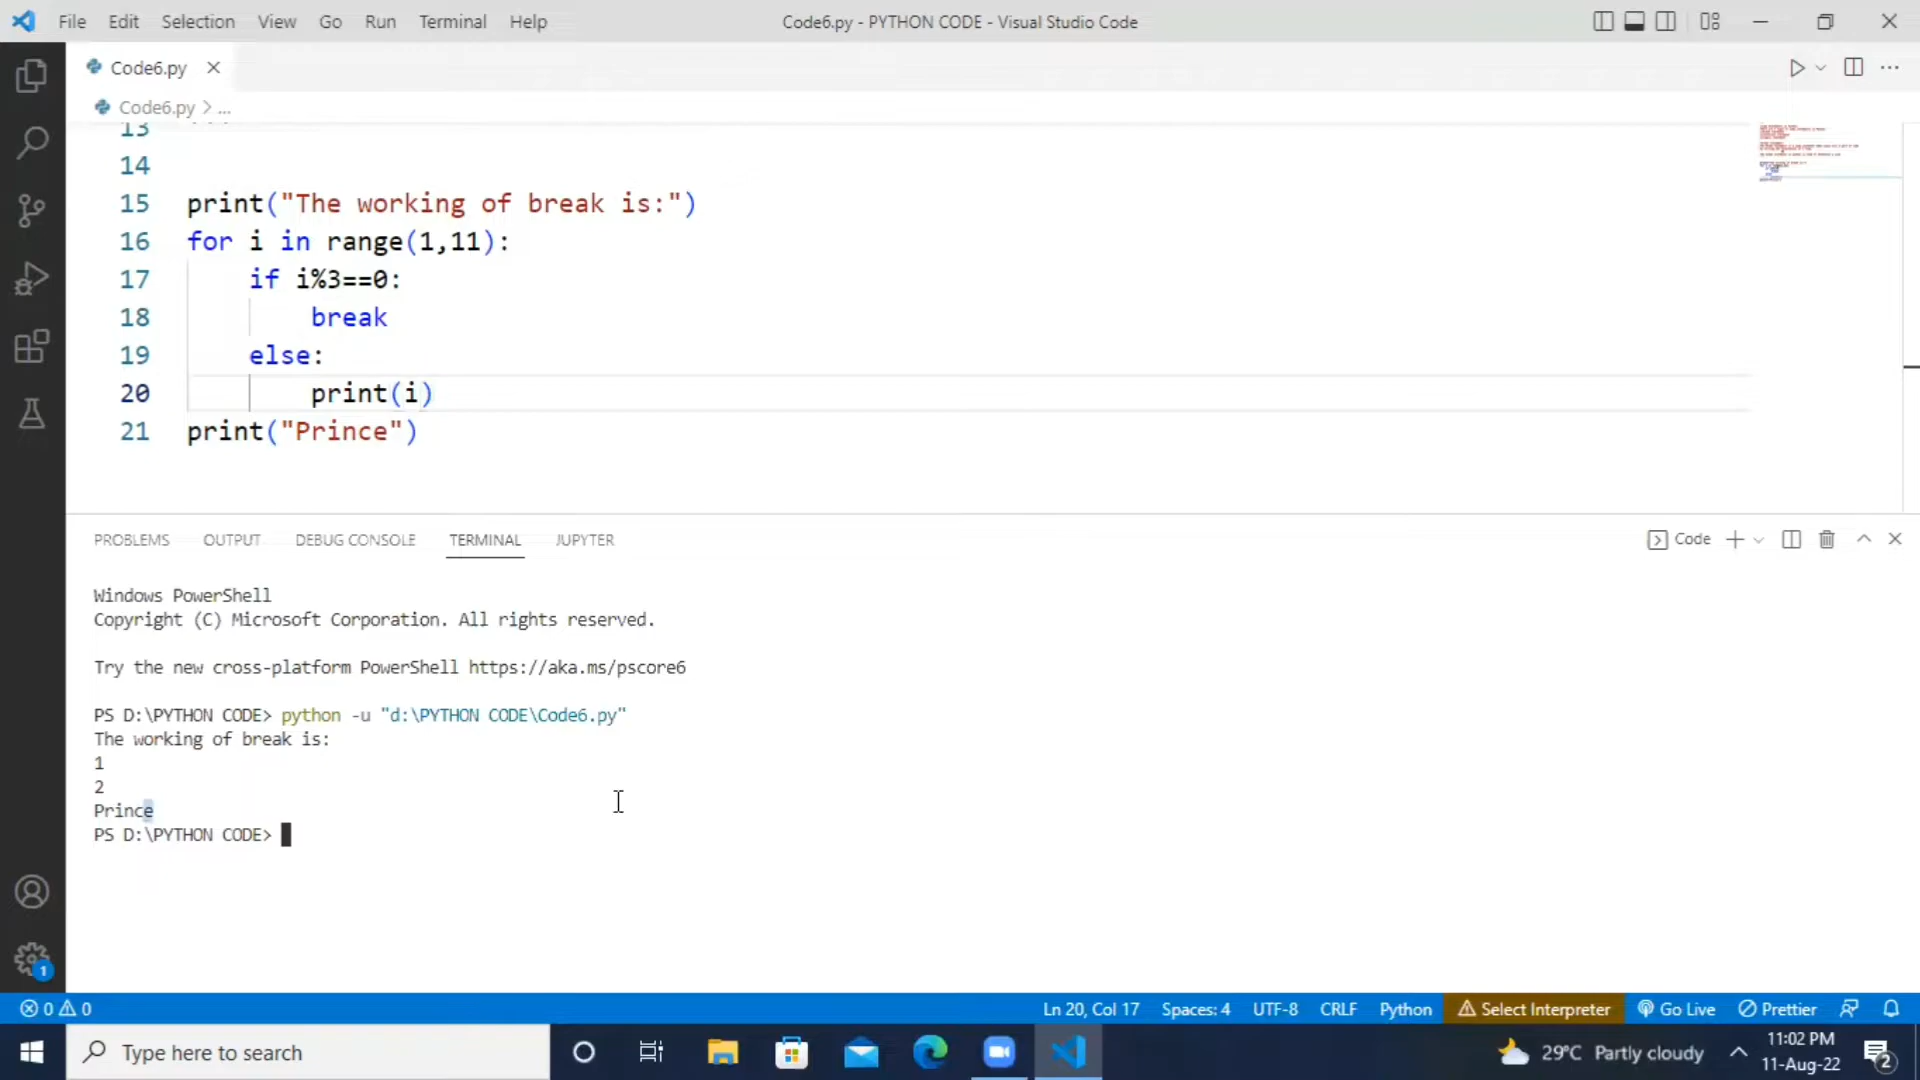 File Edit Selection View Go Run Terminal Help
Code6.py - PYTHON CODE - Visual Studio Code
Code6.py
Code6.py > ...
13
14
15 print("The working of break is:")
16 for i in range(1,11):
17 if i%3==0:
18 break
19 else:
20 print(i)
21 print("Prince")
PROBLEMS OUTPUT DEBUG CONSOLE TERMINAL JUPYTER
Code
Windows PowerShell
Copyright (C) Microsoft Corporation. All rights reserved.
Try the new cross-platform PowerShell https://aka.ms/pscore6
PS D:\PYTHON CODE> python -u "d:\PYTHON CODE\Code6.py"
The working of break is:
1
2
Prince
PS D:\PYTHON CODE>
1
0 0 Ln 20, Col 17 Spaces: 4 UTF-8 CRLF Python Select Interpreter Go Live Prettier
Type here to search
29°C Partly cloudy
11:02 PM
11-Aug-22
2